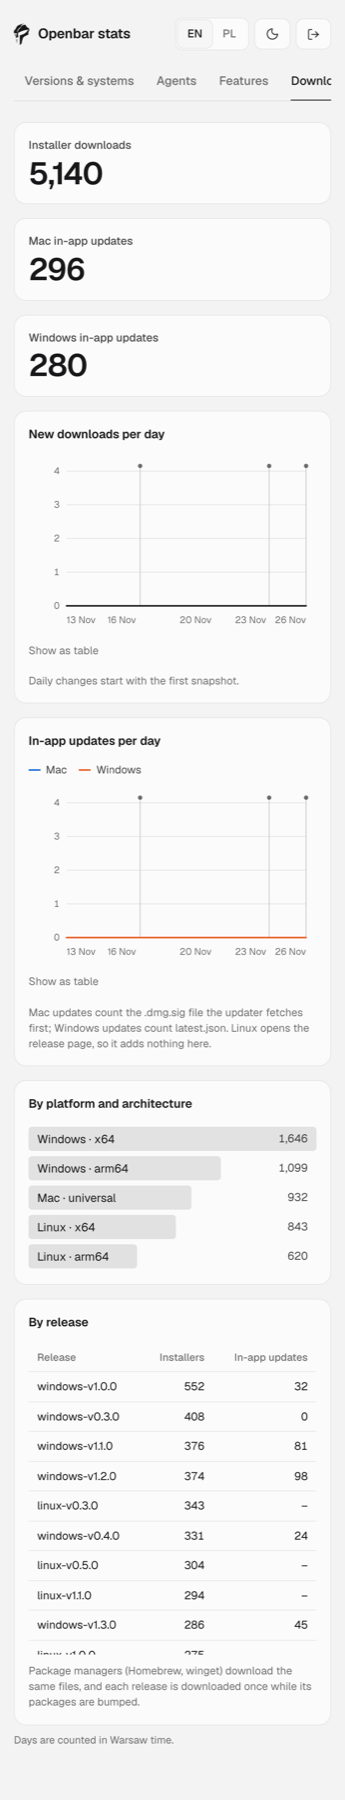 Openbar stats
EN PL
Versions & systems Agents Features Downlo
Installer downloads
5,140
Mac in-app updates
296
Windows in-app updates
280
New downloads per day
4
3
2
1
0
13 Nov 16 Nov 20 Nov 23 Nov 26 Nov
Show as table
Daily changes start with the first snapshot.
In-app updates per day
Mac Windows
4
3
2
1
0
13 Nov 16 Nov 20 Nov 23 Nov 26 Nov
Show as table
Mac updates count the .dmg.sig file the updater fetches
first; Windows updates count latest.json. Linux opens the
release page, so it adds nothing here.
By platform and architecture
Windows · x64 1,646
Windows · arm64 1,099
Mac · universal 932
Linux · x64 843
Linux · arm64 620
By release
Release Installers In-app updates
windows-v1.0.0 552 32
windows-v0.3.0 408 0
windows-v1.1.0 376 81
windows-v1.2.0 374 98
linux-v0.3.0 343 –
windows-v0.4.0 331 24
linux-v0.5.0 304 –
linux-v1.1.0 294 –
windows-v1.3.0 286 45
Package managers (Homebrew, winget) download the
same files, and each release is downloaded once while its
packages are bumped.
Days are counted in Warsaw time.